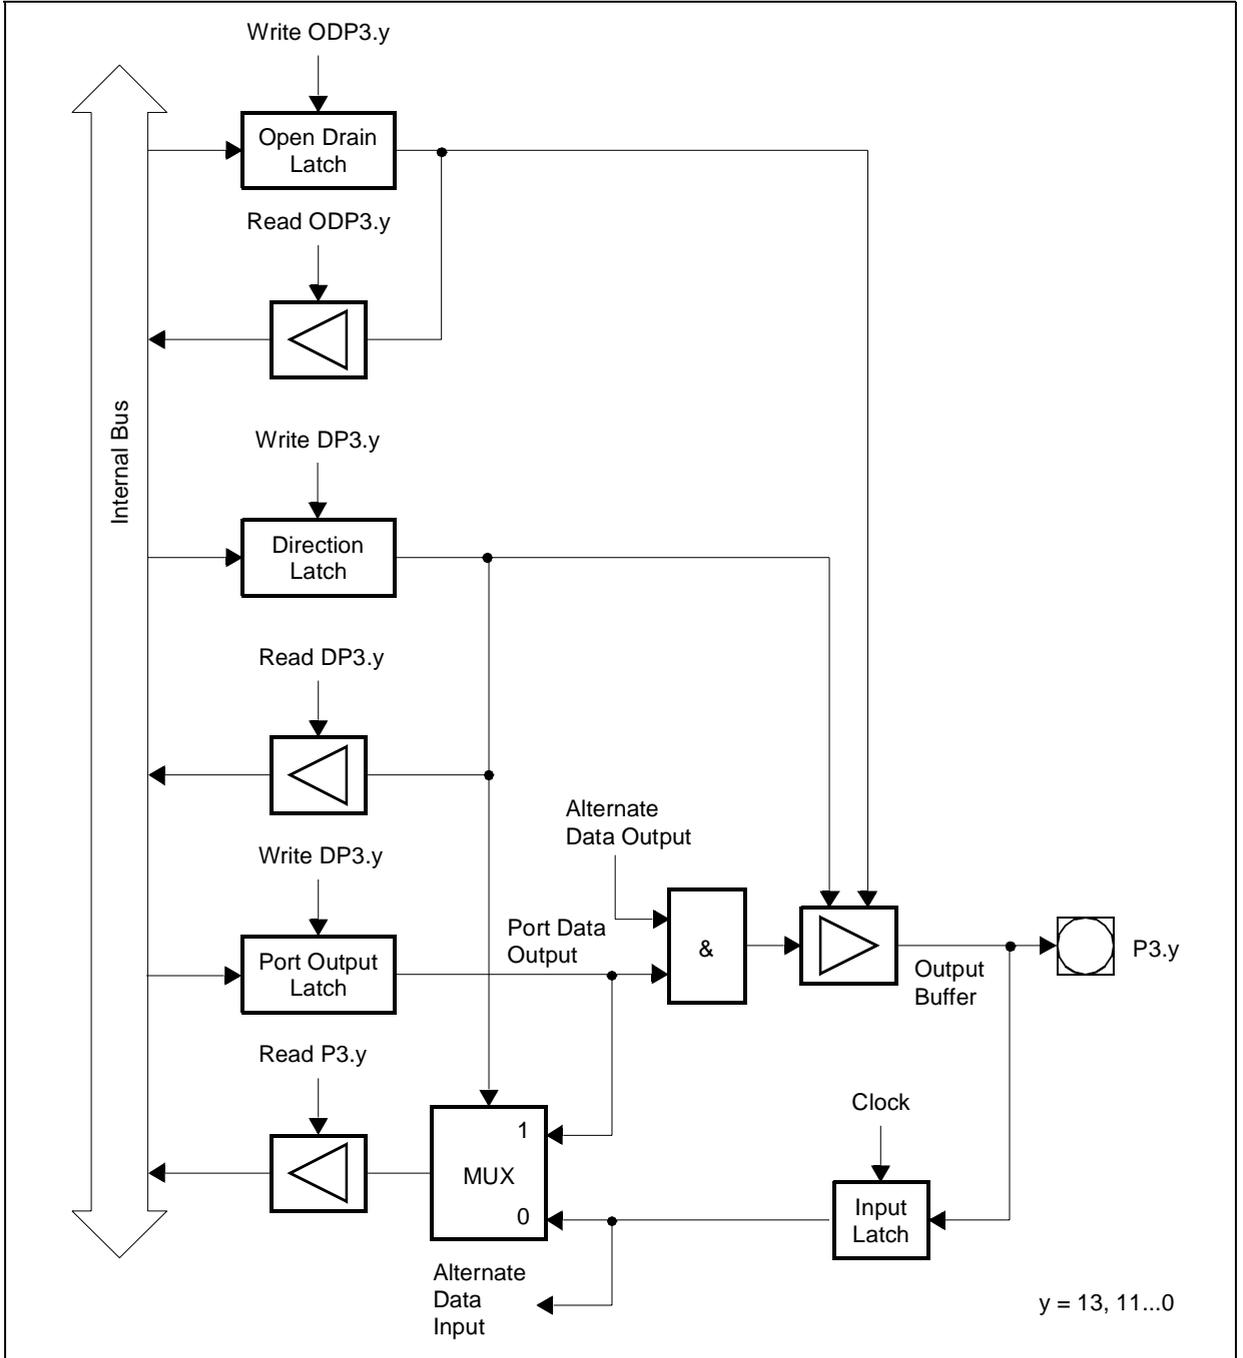 Write ODP3.y
Open Drain
Latch
Read ODP3.y
Internal Bus
Write DP3.y
Direction
Latch
Read DP3.y
Alternate
Data Output
Write DP3.y
Port Data
Output
&
Port Output
Latch
P3.y
Output
Buffer
Read P3.y
Clock
1
MUX
0
Input
Latch
Alternate
Data
Input
y = 13, 11...0